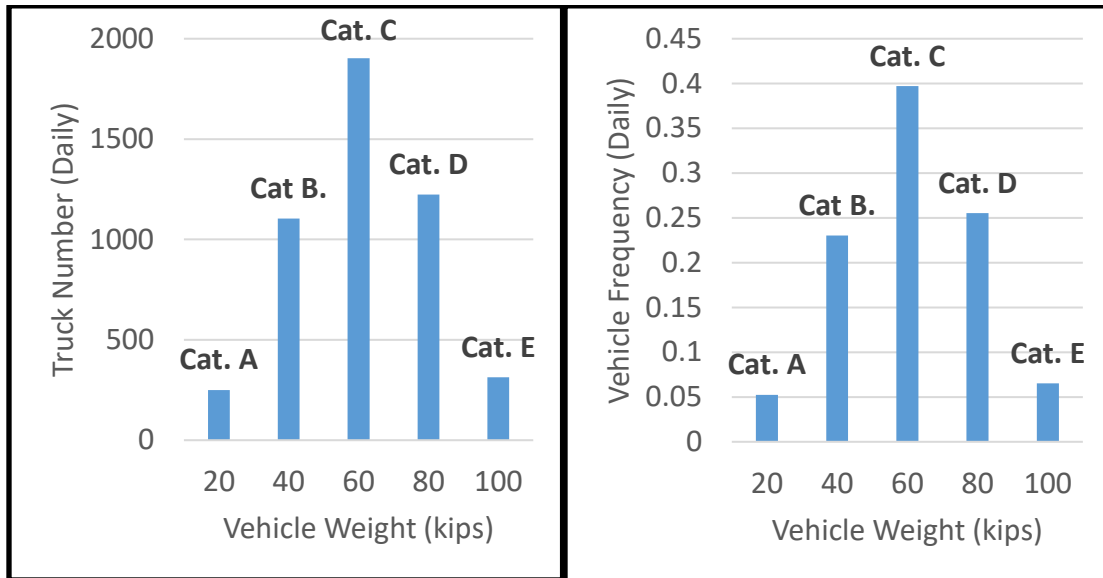 Truck Number (Daily)
2000
1500
1000
500
0
Cat. A
Cat B.
Cat. C
Cat. D
Cat. E
20 40 60 80 100
Vehicle Weight (kips)
Vehicle Frequency (Daily)
0.45
0.4
0.35
0.3
0.25
0.2
0.15
0.1
0.05
0
Cat. A
Cat B.
Cat. C
Cat. D
Cat. E
20 40 60 80 100
Vehicle Weight (kips)